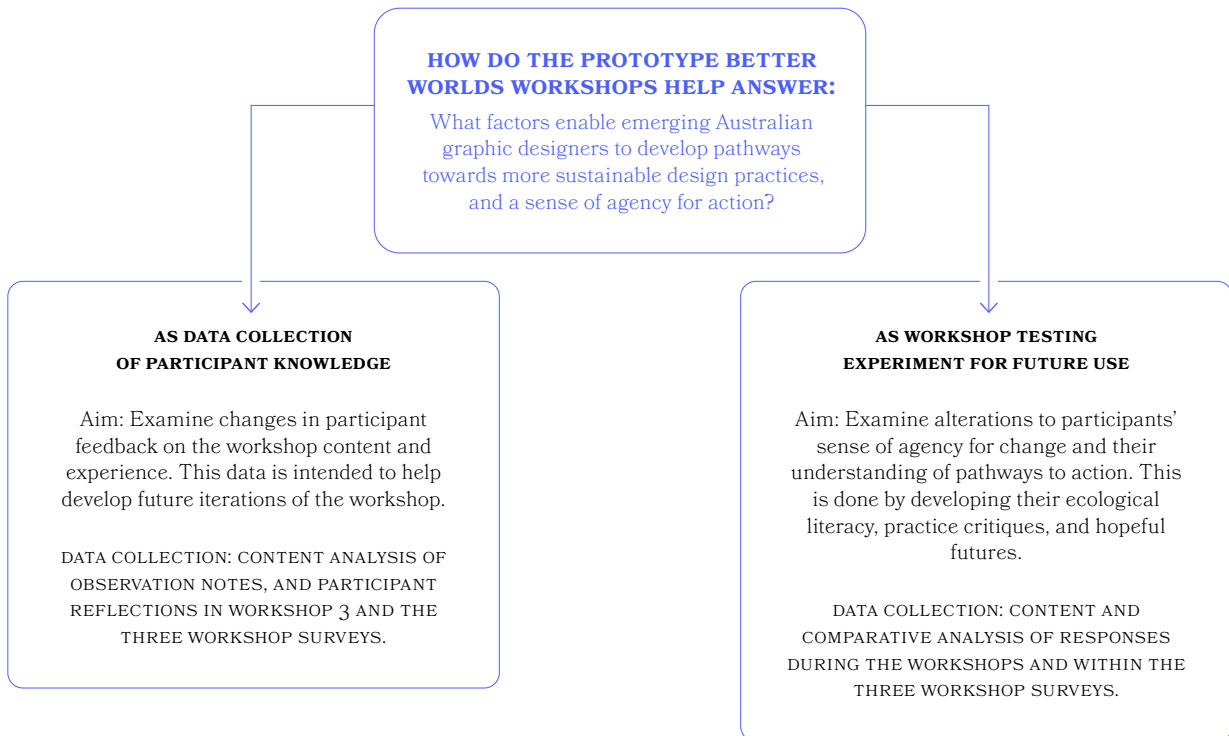 HOW DO THE PROTOTYPE BETTER
WORLDS WORKSHOPS HELP ANSWER:
What factors enable emerging Australian
graphic designers to develop pathways
towards more sustainable design practices,
and a sense of agency for action?
AS DATA COLLECTION
OF PARTICIPANT KNOWLEDGE
Aim: Examine changes in participant
feedback on the workshop content and
experience. This data is intended to help
develop future iterations of the workshop.
DATA COLLECTION: CONTENT ANALYSIS OF
OBSERVATION NOTES, AND PARTICIPANT
REFLECTIONS IN WORKSHOP 3 AND THE
THREE WORKSHOP SURVEYS.
AS WORKSHOP TESTING
EXPERIMENT FOR FUTURE USE
Aim: Examine alterations to participants’
sense of agency for change and their
understanding of pathways to action. This
is done by developing their ecological
literacy, practice critiques, and hopeful
futures.
DATA COLLECTION: CONTENT AND
COMPARATIVE ANALYSIS OF RESPONSES
DURING THE WORKSHOPS AND WITHIN THE
THREE WORKSHOP SURVEYS.